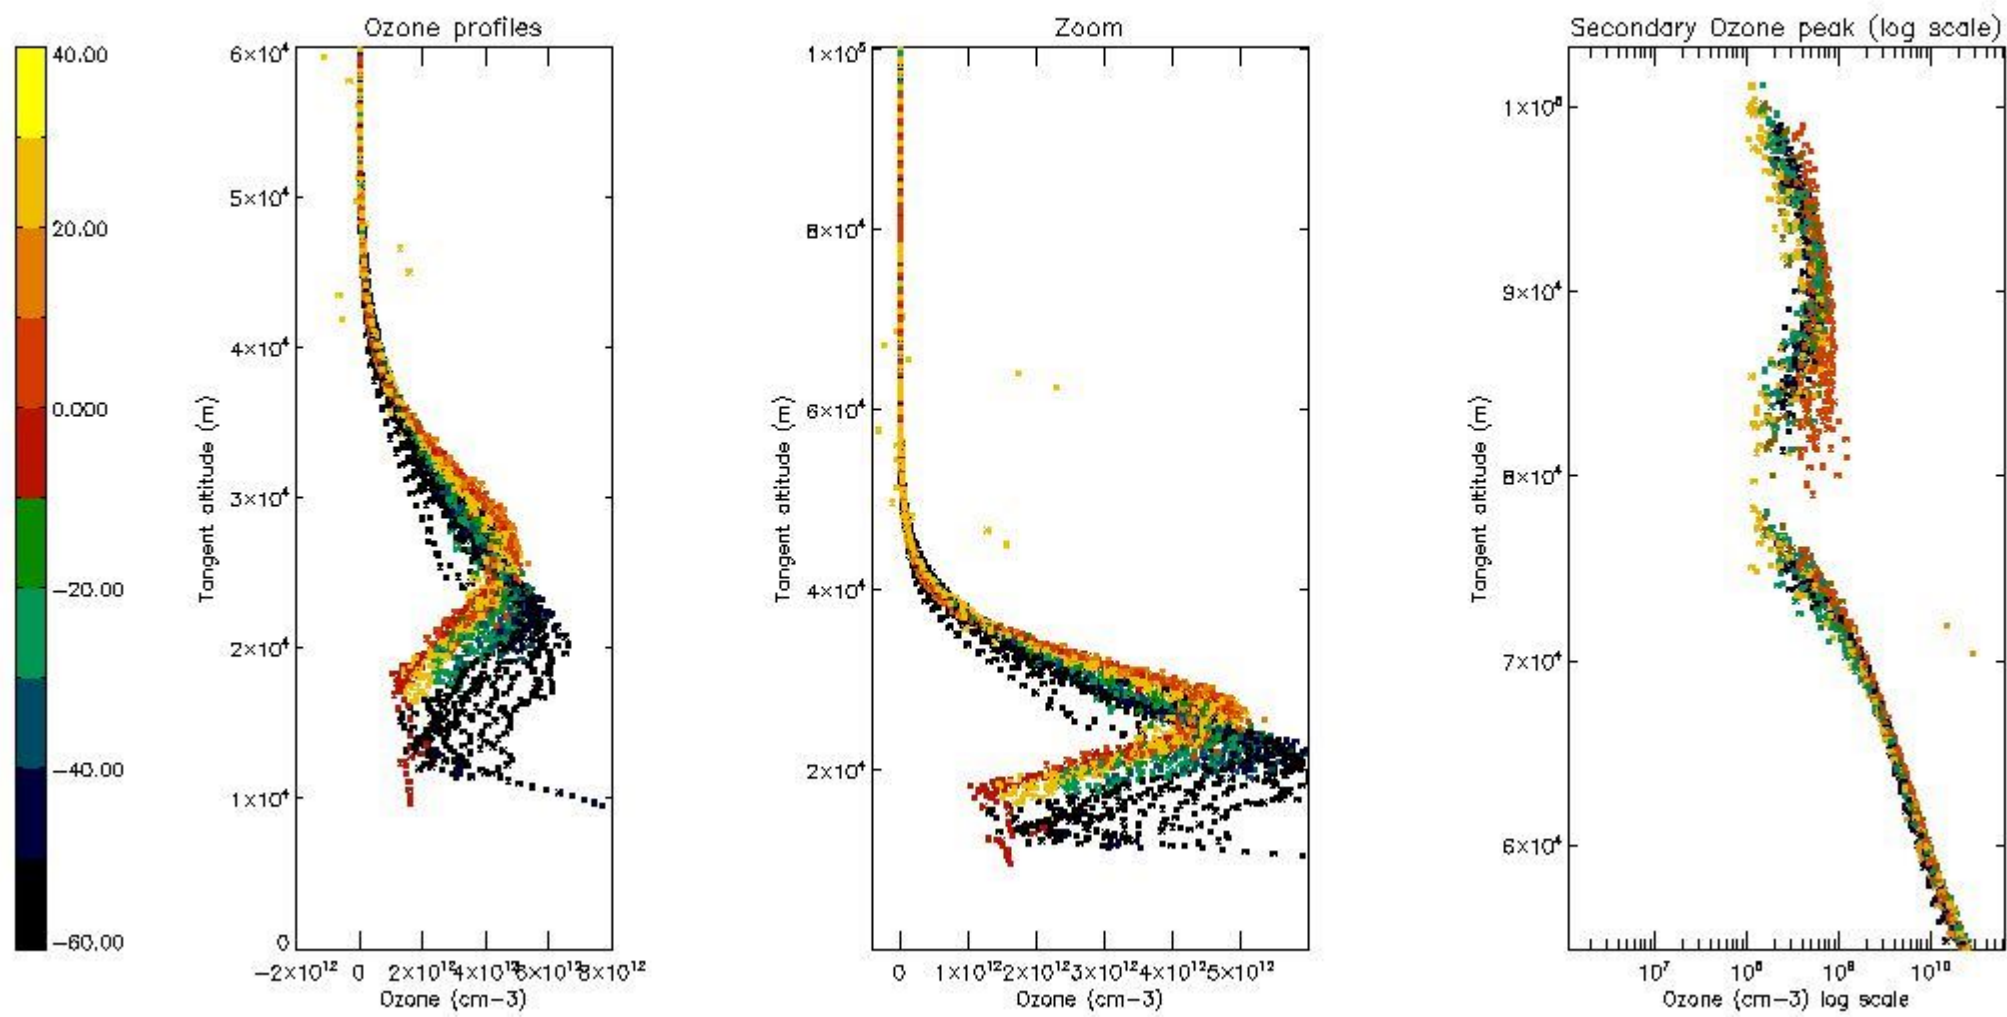 Ozone profiles
Zoom
Secondary Ozone peak (log scale)
40.00
20.00
0.000
−20.00
−40.00
−60.00
Tangent altitude (m)
6×10⁴
5×10⁴
4×10⁴
3×10⁴
2×10⁴
1×10⁴
0
−2×10¹² 0 2×10¹² 4×10¹² 6×10¹² 8×10¹²
Ozone (cm−3)
Tangent altitude (m)
1×10⁵
8×10⁴
6×10⁴
4×10⁴
2×10⁴
0 1×10¹² 2×10¹² 3×10¹² 4×10¹² 5×10¹²
Ozone (cm−3)
Tangent altitude (m)
1×10⁵
9×10⁴
8×10⁴
7×10⁴
6×10⁴
10⁷ 10⁸ 10⁹ 10¹⁰
Ozone (cm−3) log scale